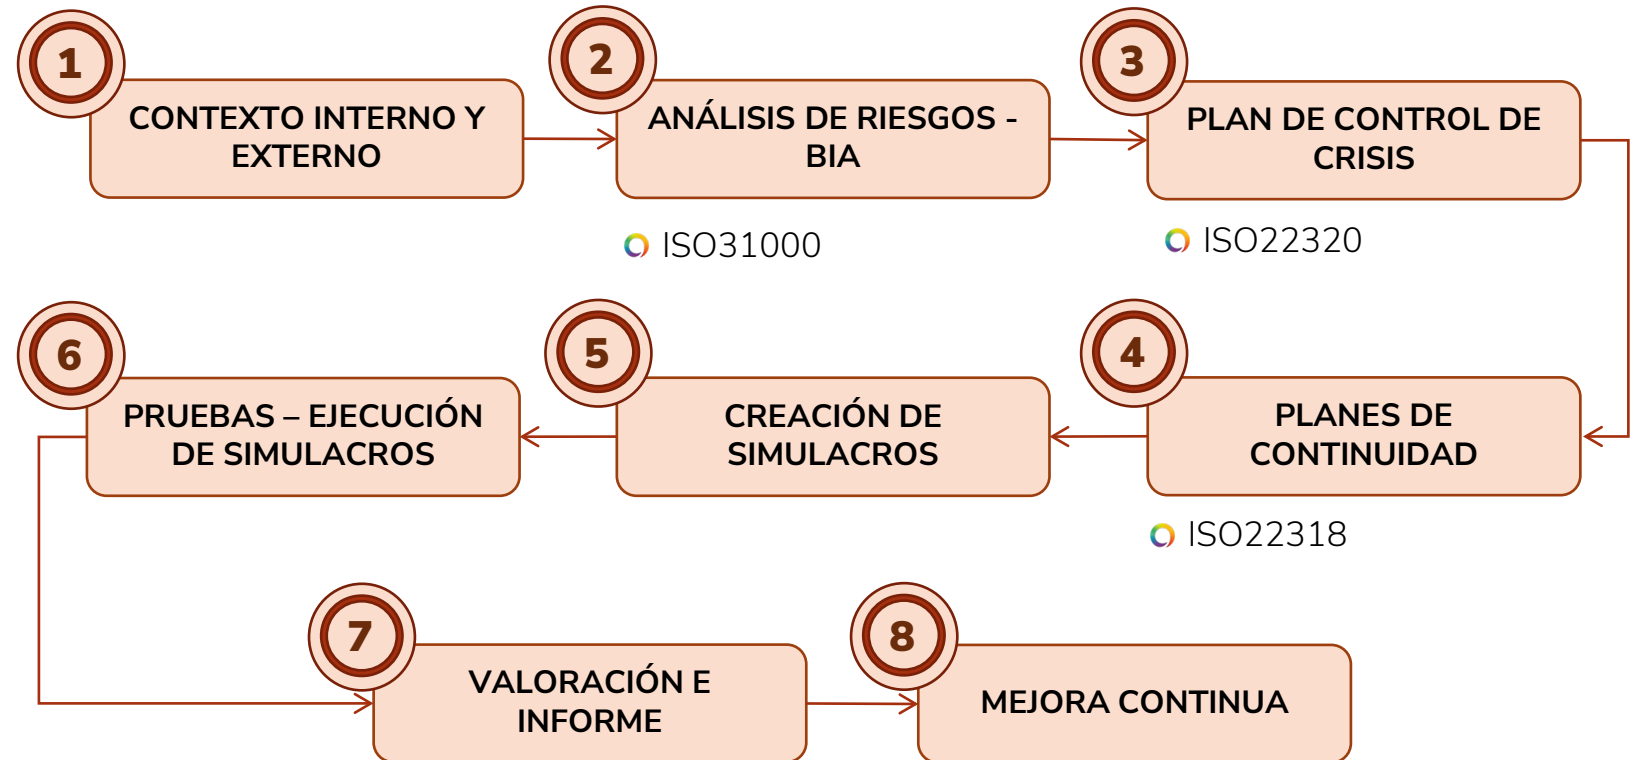 1
CONTEXTO INTERNO Y
EXTERNO
2
ANÁLISIS DE RIESGOS -
BIA
ISO31000
3
PLAN DE CONTROL DE
CRISIS
ISO22320
4
PLANES DE
CONTINUIDAD
ISO22318
5
CREACIÓN DE
SIMULACROS
6
PRUEBAS – EJECUCIÓN
DE SIMULACROS
7
VALORACIÓN E
INFORME
8
MEJORA CONTINUA